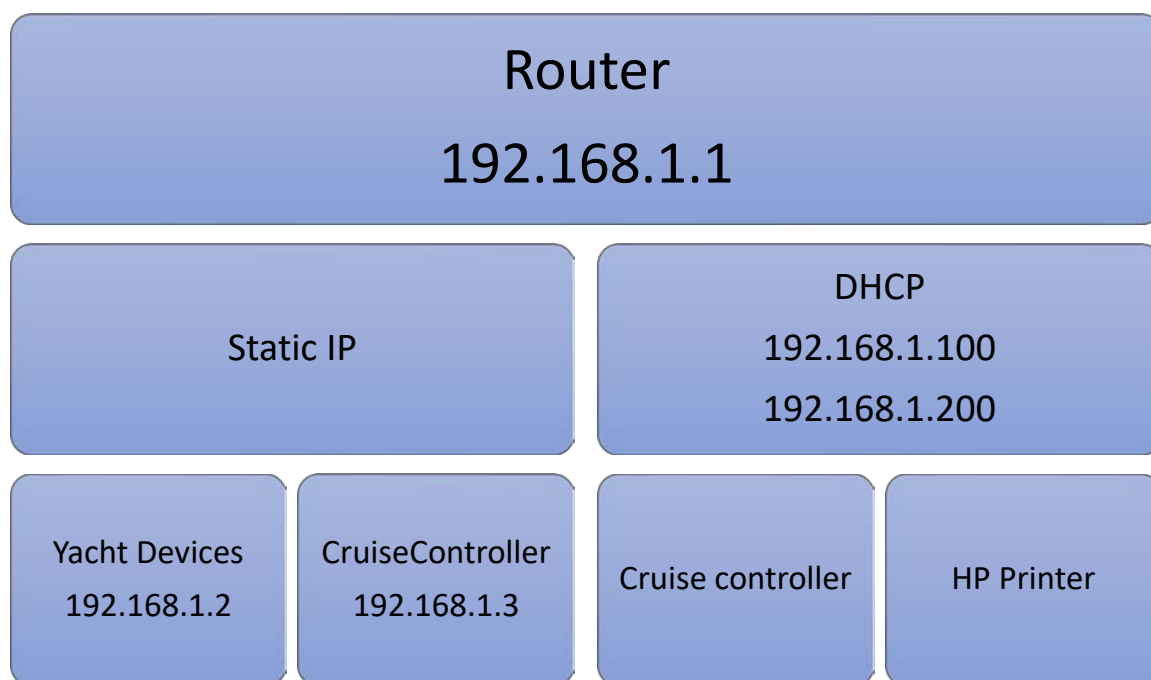 Router
192.168.1.1
Static IP
DHCP
192.168.1.100
192.168.1.200
Yacht Devices
192.168.1.2
CruiseController
192.168.1.3
Cruise controller
HP Printer